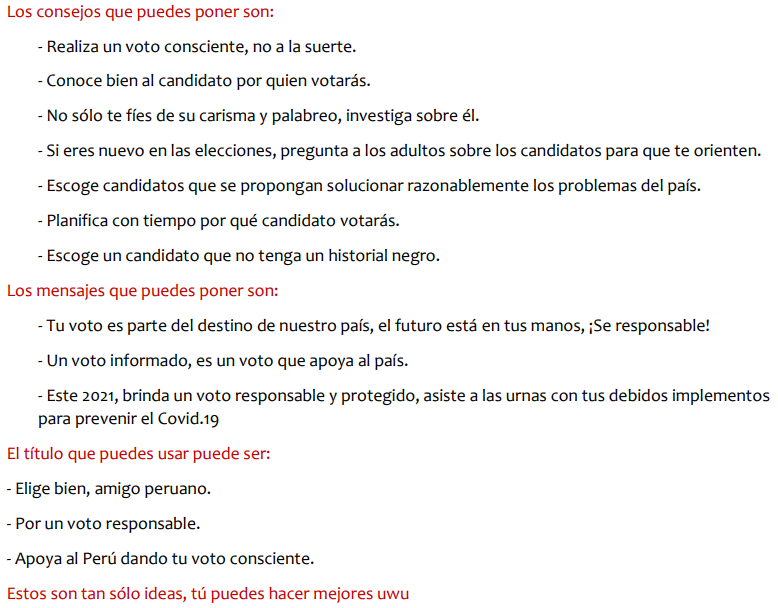 Los consejos que puedes poner son:
- Realiza un voto consciente, no a la suerte.
- Conoce bien al candidato por quien votarás.
- No sólo te fíes de su carisma y palabreo, investiga sobre él.
- Si eres nuevo en las elecciones, pregunta a los adultos sobre los candidatos para que te orienten.
- Escoge candidatos que se propongan solucionar razonablemente los problemas del país.
- Planifica con tiempo por qué candidato votarás.
- Escoge un candidato que no tenga un historial negro.
Los mensajes que puedes poner son:
- Tu voto es parte del destino de nuestro país, el futuro está en tus manos, ¡Se responsable!
- Un voto informado, es un voto que apoya al país.
- Este 2021, brinda un voto responsable y protegido, asiste a las urnas con tus debidos implementos
para prevenir el Covid.19
El título que puedes usar puede ser:
- Elige bien, amigo peruano.
- Por un voto responsable.
- Apoya al Perú dando tu voto consciente.
Estos son tan sólo ideas, tú puedes hacer mejores uwu